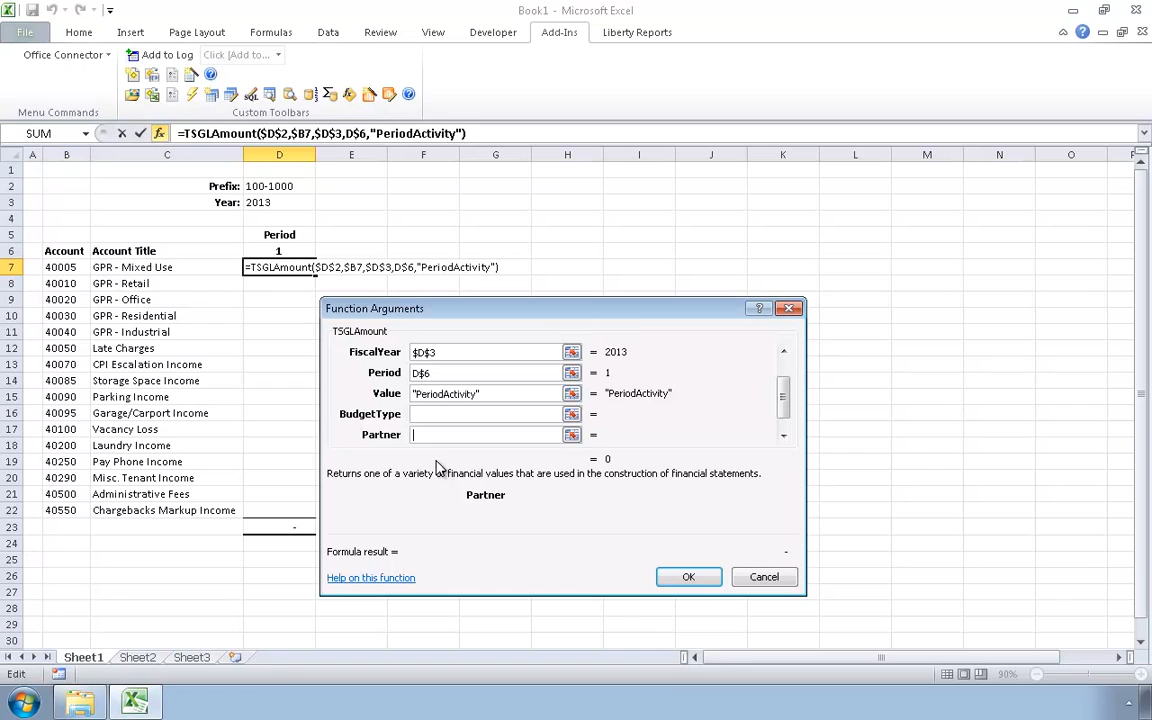 Book1 - Microsoft Excel
File Home Insert Page Layout Formulas Data Review View Developer Add-Ins Liberty Reports
Office Connector Add to Log Click [Add to...
Menu Commands Custom Toolbars
SUM =TSGLAmount($D$2,$B7,$D$3,D$6,"PeriodActivity")
A B C D E F G H I J K L M N O P
1
2 Prefix: 100-1000
3 Year: 2013
4
5 Period
6 Account Account Title 1
7 40005 GPR - Mixed Use =TSGLAmount($D$2,$B7,$D$3,D$6,"PeriodActivity")
8 40010 GPR - Retail
9 40020 GPR - Office
10 40030 GPR - Residential
11 40040 GPR - Industrial
12 40050 Late Charges
13 40070 CPI Escalation Income
14 40085 Storage Space Income
15 40090 Parking Income
16 40095 Garage/Carport Income
17 40100 Vacancy Loss
18 40200 Laundry Income
19 40250 Pay Phone Income
20 40290 Misc. Tenant Income
21 40500 Administrative Fees
22 40550 Chargebacks Markup Income
23 -
24
25
26
27
28
29
30
Function Arguments
TSGLAmount
FiscalYear $D$3 = 2013
Period D$6 = 1
Value "PeriodActivity" = "PeriodActivity"
BudgetType =
Partner =
= 0
Returns one of a variety of financial values that are used in the construction of financial statements.
Partner
Formula result = -
Help on this function OK Cancel
Sheet1 Sheet2 Sheet3
Edit 90%